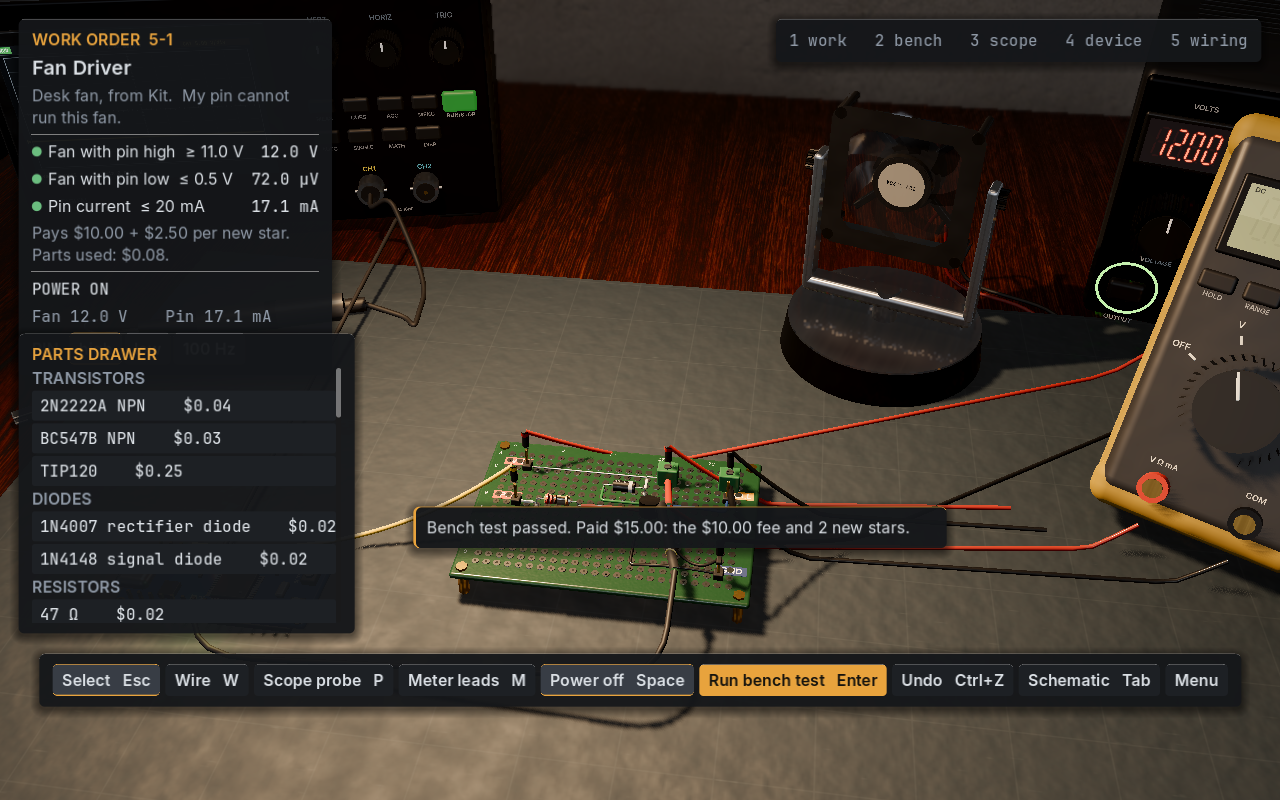 WORK ORDER 5-1
Fan Driver
Desk fan, from Kit. My pin cannot
run this fan.
Fan with pin high ≥ 11.0 V 12.0 V
Fan with pin low ≤ 0.5 V 72.0 µV
Pin current ≤ 20 mA 17.1 mA
Pays $10.00 + $2.50 per new star.
Parts used: $0.08.
POWER ON
Fan 12.0 V Pin 17.1 mA
100 Hz
PARTS DRAWER
TRANSISTORS
2N2222A NPN $0.04
BC547B NPN $0.03
TIP120 $0.25
DIODES
1N4007 rectifier diode $0.02
1N4148 signal diode $0.02
RESISTORS
47 Ω $0.02
HORIZ
TRIG
CH1
CH2
1 work 2 bench 3 scope 4 device 5 wiring
VOLTS
12.00
VOLTAGE
OUTPUT
DC
HOLD
RANGE
OFF
V
V Ω mA
COM
Bench test passed. Paid $15.00: the $10.00 fee and 2 new stars.
Select Esc
Wire W
Scope probe P
Meter leads M
Power off Space
Run bench test Enter
Undo Ctrl+Z
Schematic Tab
Menu